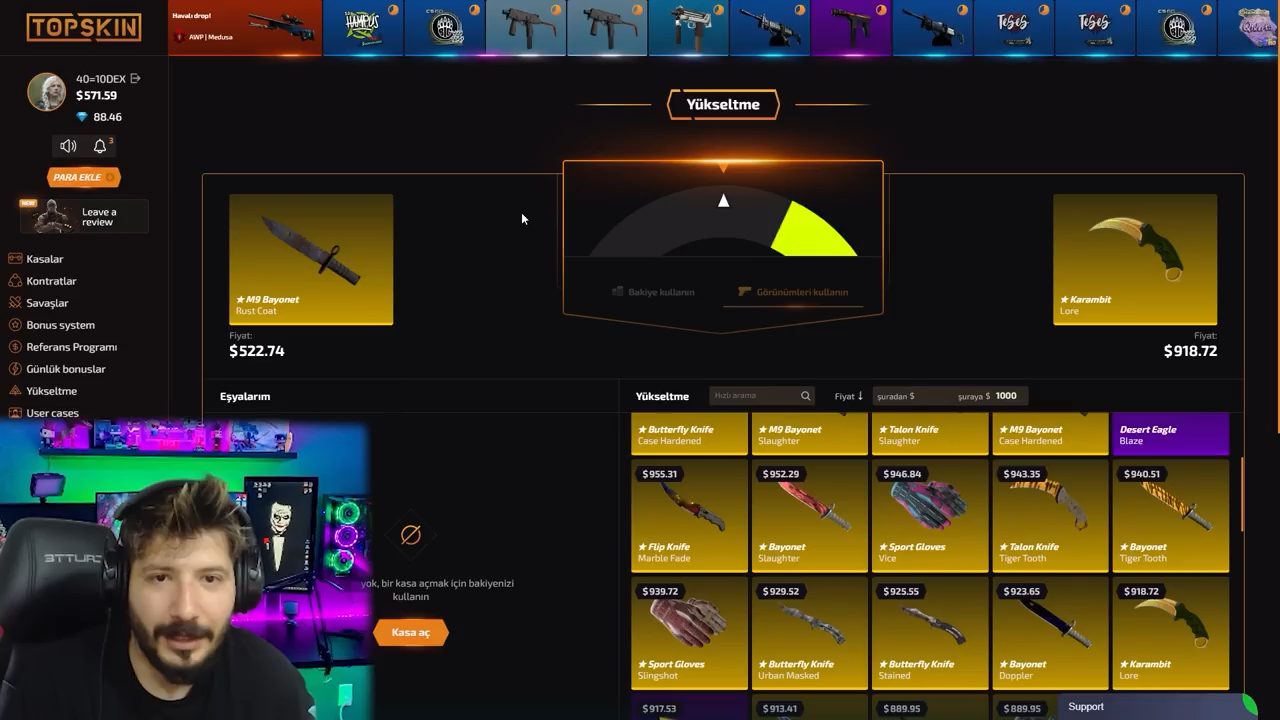 TOPSKIN
Havalı drop!
AWP | Medusa
HAMPUS
TeSeS
TeSeS
40=10DEX
$571.59
88.46
3
PARA EKLE
NEW
Leave a
review
Kasalar
Kontratlar
Savaşlar
Bonus system
Referans Programı
Günlük bonuslar
Yükseltme
User cases
Yükseltme
★ M9 Bayonet
Rust Coat
Fiyat:
$522.74
Bakiye kullanın
Görünümleri kullanın
★ Karambit
Lore
Fiyat:
$918.72
Eşyalarım
yok, bir kasa açmak için bakiyenizi
kullanın
Kasa aç
Yükseltme
Hızlı arama
Fiyat ↓
şuradan $
şuraya $ 1000
★ Butterfly Knife
Case Hardened
★ M9 Bayonet
Slaughter
★ Talon Knife
Slaughter
★ M9 Bayonet
Case Hardened
Desert Eagle
Blaze
$955.31
★ Flip Knife
Marble Fade
$952.29
★ Bayonet
Slaughter
$946.84
★ Sport Gloves
Vice
$943.35
★ Talon Knife
Tiger Tooth
$940.51
★ Bayonet
Tiger Tooth
$939.72
★ Sport Gloves
Slingshot
$929.52
★ Butterfly Knife
Urban Masked
$925.55
★ Butterfly Knife
Stained
$923.65
★ Bayonet
Doppler
$918.72
★ Karambit
Lore
$917.53
$913.41
$889.95
$889.95
Support